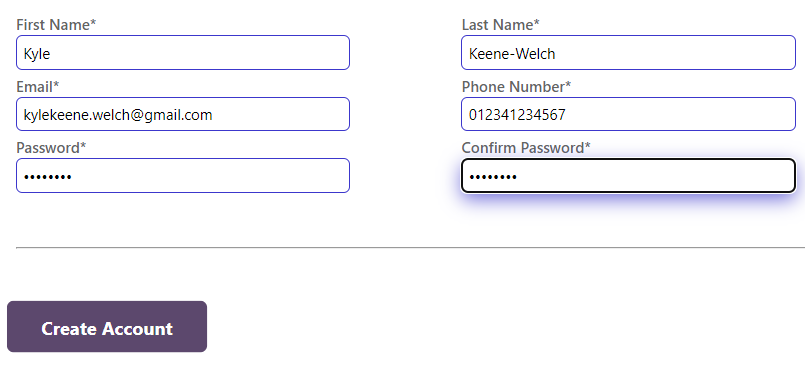 First Name* Last Name*
Kyle Keene-Welch
Email* Phone Number*
kylekeene.welch@gmail.com 012341234567
Password* Confirm Password*
•••••••• ••••••••
Create Account